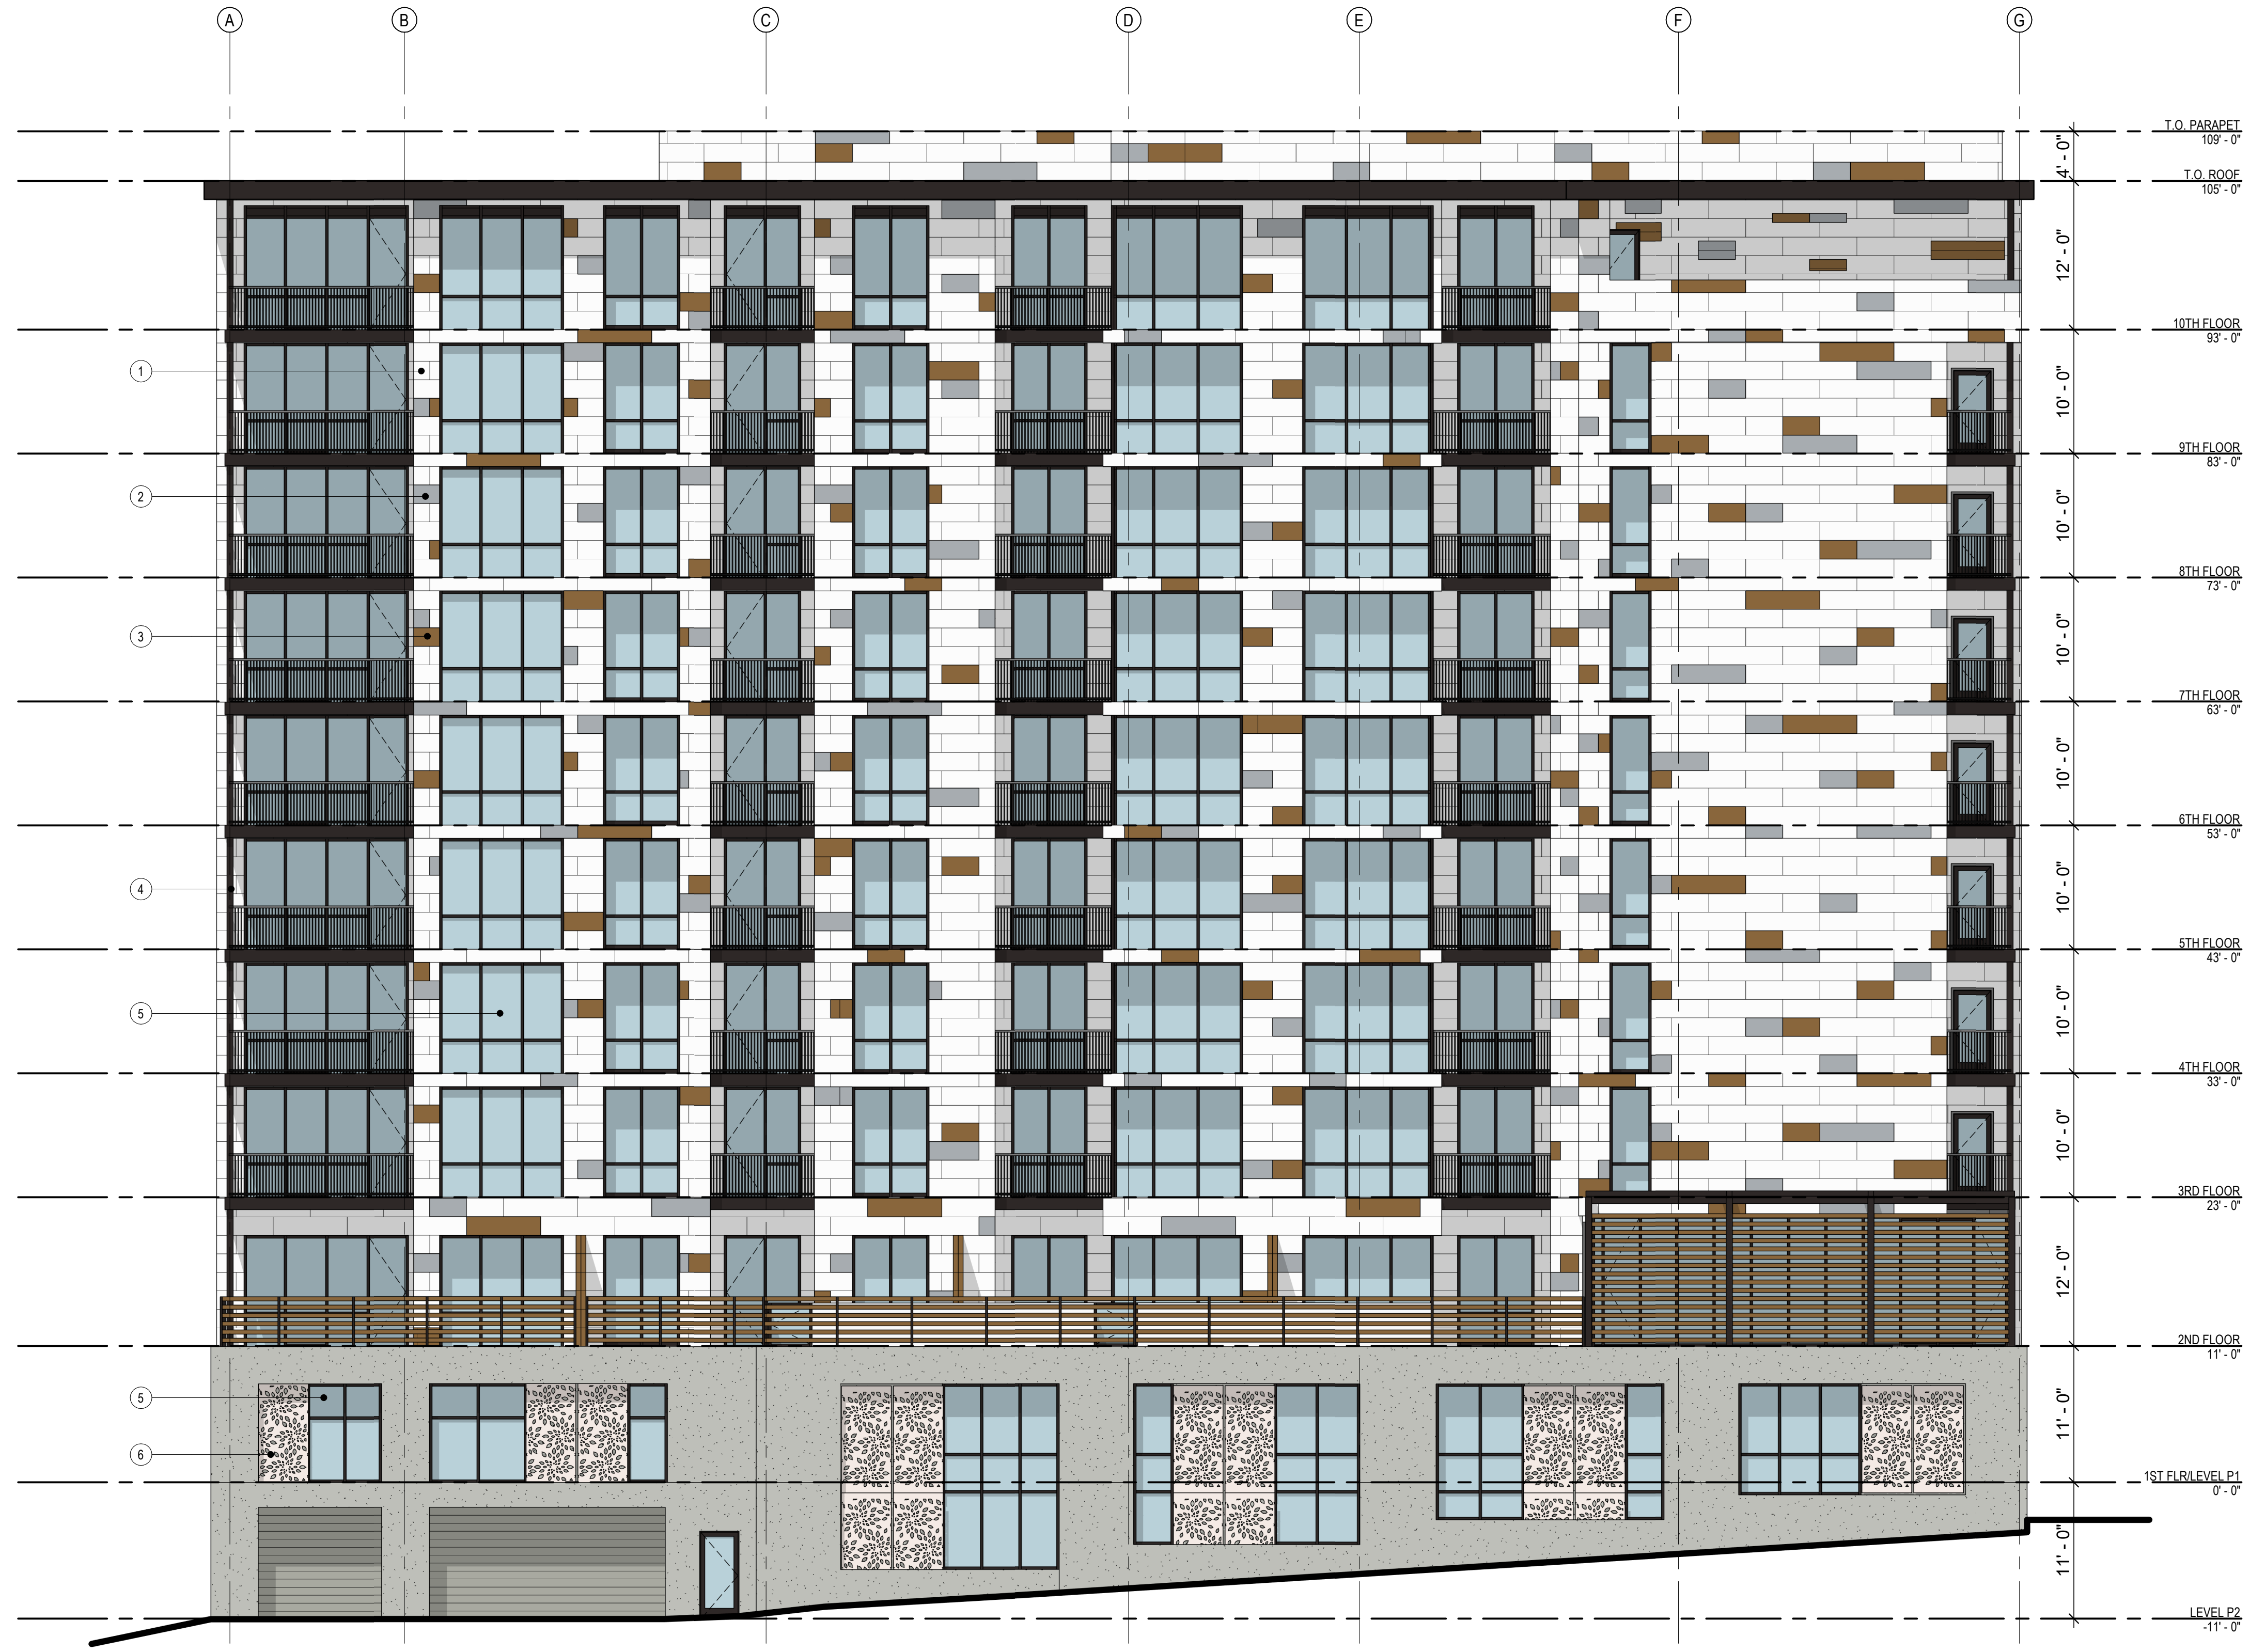 A B C D E F G
T.O. PARAPET
109' - 0"
4' - 0"
T.O. ROOF
105' - 0"
12' - 0"
10TH FLOOR
93' - 0"
1
10' - 0"
9TH FLOOR
83' - 0"
2
10' - 0"
8TH FLOOR
73' - 0"
3
10' - 0"
7TH FLOOR
63' - 0"
10' - 0"
6TH FLOOR
53' - 0"
4
10' - 0"
5TH FLOOR
43' - 0"
5
10' - 0"
4TH FLOOR
33' - 0"
10' - 0"
3RD FLOOR
23' - 0"
12' - 0"
2ND FLOOR
11' - 0"
5
11' - 0"
6
1ST FLR/LEVEL P1
0' - 0"
11' - 0"
LEVEL P2
-11' - 0"